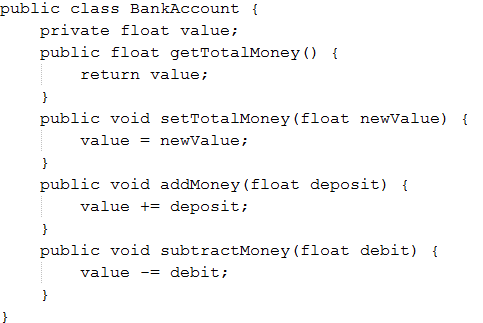 public class BankAccount {
    private float value;
    public float getTotalMoney() {
        return value;
    }
    public void setTotalMoney(float newValue) {
        value = newValue;
    }
    public void addMoney(float deposit) {
        value += deposit;
    }
    public void subtractMoney(float debit) {
        value -= debit;
    }
}